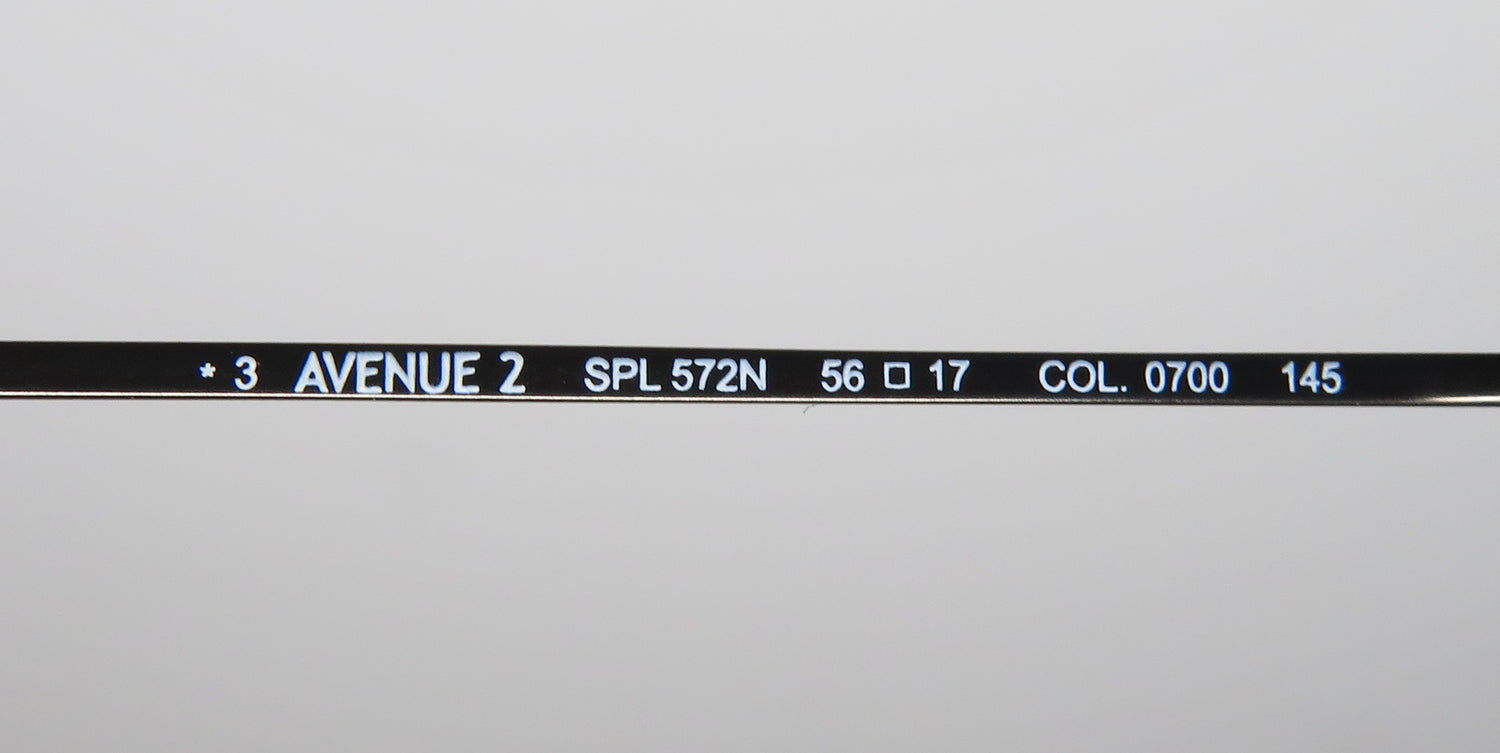 * 3 AVENUE 2 SPL 572N 56 □ 17 COL. 0700 145